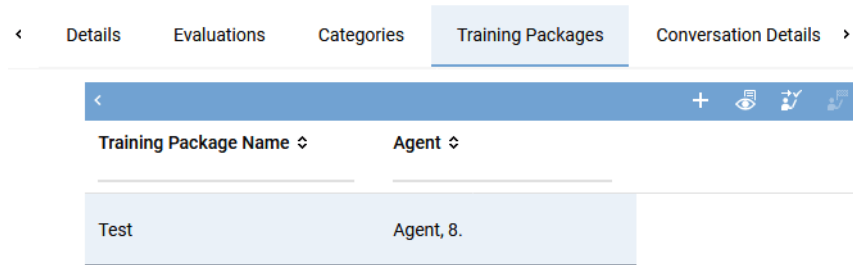 Details Evaluations Categories Training Packages Conversation Details
Training Package Name Agent
Test Agent, 8.